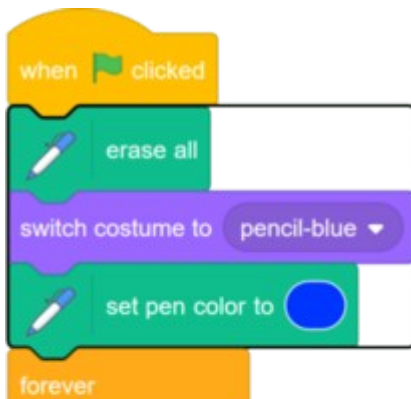 when clicked
erase all
switch costume to pencil-blue
set pen color to
forever